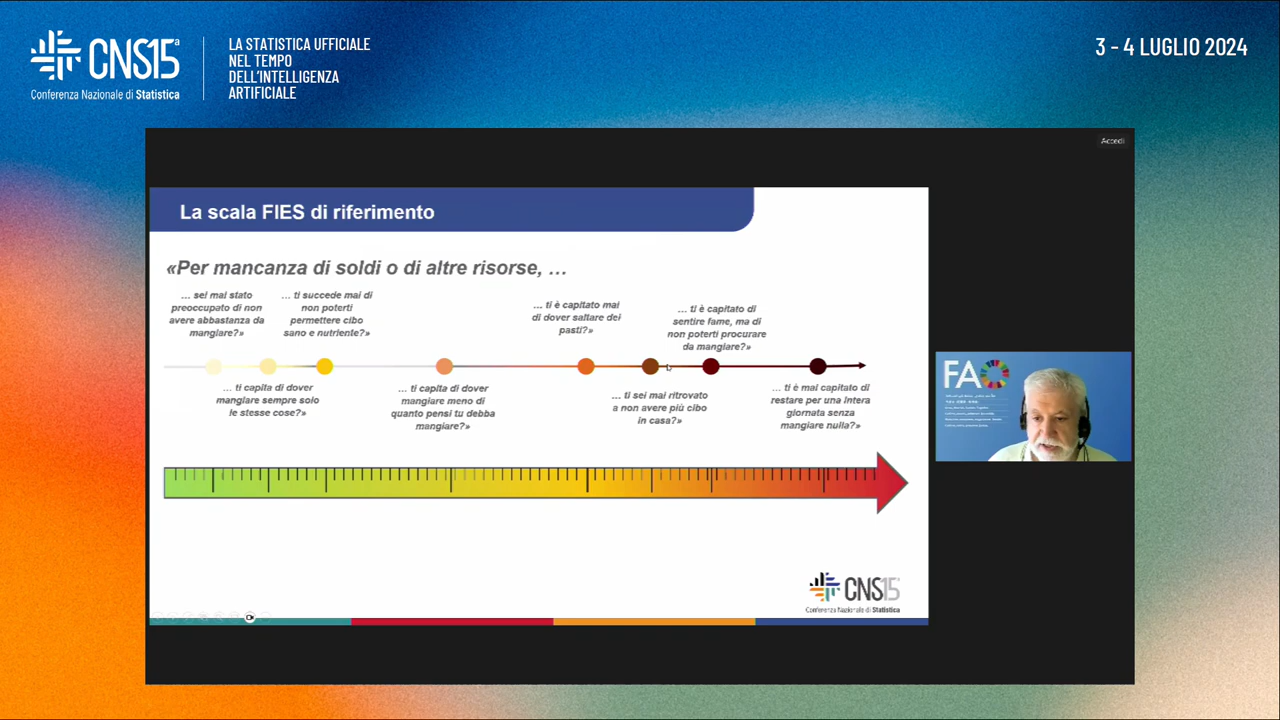 CNS15ª
Conferenza Nazionale di Statistica
LA STATISTICA UFFICIALE
NEL TEMPO
DELL'INTELLIGENZA
ARTIFICIALE
3 - 4 LUGLIO 2024
Accedi
La scala FIES di riferimento
«Per mancanza di soldi o di altre risorse, …
… sei mai stato
preoccupato di non
avere abbastanza da
mangiare?»
… ti succede mai di
non poterti
permettere cibo
sano e nutriente?»
… ti è capitato mai
di dover saltare dei
pasti?»
… ti è capitato di
sentire fame, ma di
non poterti procurare
da mangiare?»
… ti capita di dover
mangiare sempre solo
le stesse cose?»
… ti capita di dover
mangiare meno di
quanto pensi tu debba
mangiare?»
… ti sei mai ritrovato
a non avere più cibo
in casa?»
… ti è mai capitato di
restare per una intera
giornata senza
mangiare nulla?»
FAO
CNS15
Conferenza Nazionale di Statistica